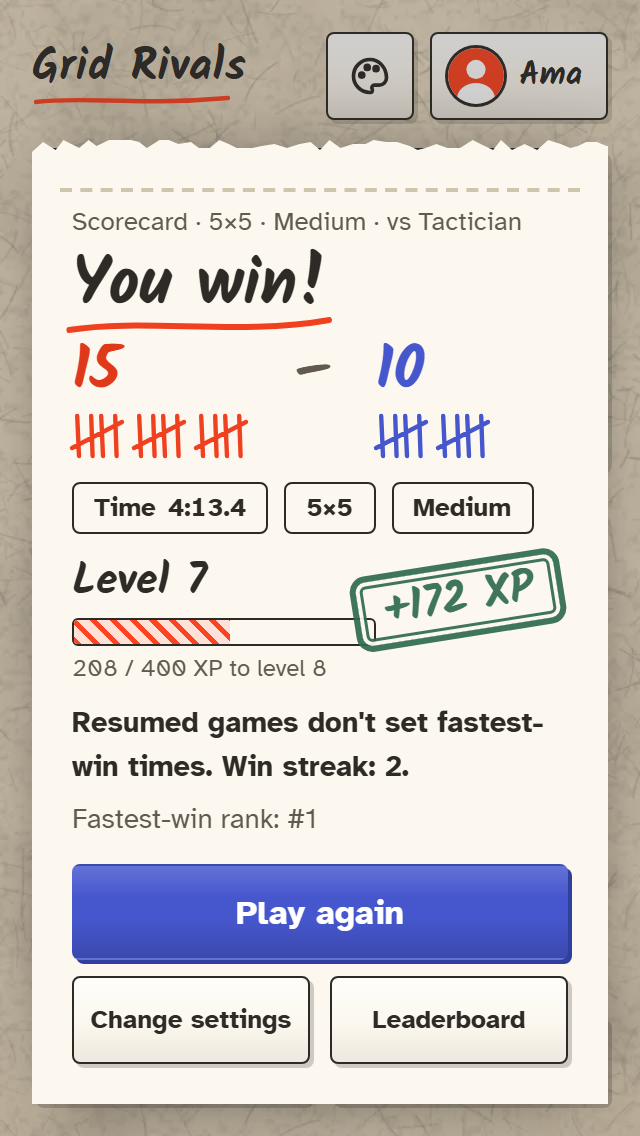 Grid Rivals
Ama
Scorecard · 5×5 · Medium · vs Tactician
You win!
15 – 10
Time 4:13.4
5×5
Medium
Level 7
+172 XP
208 / 400 XP to level 8
Resumed games don't set fastest-
win times. Win streak: 2.
Fastest-win rank: #1
Play again
Change settings
Leaderboard